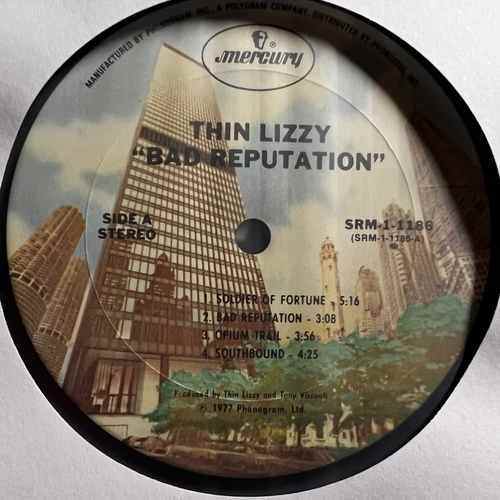 MANUFACTURED BY PHONOGRAM, INC., A POLYGRAM COMPANY, DISTRIBUTED BY
mercury
THIN LIZZY
"BAD REPUTATION"
SIDE A
STEREO
SRM-1-1186
(SRM-1-1186-A)
1. SOLDIER OF FORTUNE - 5:16
2. BAD REPUTATION - 3:08
3. OPIUM TRAIL - 3:56
4. SOUTHBOUND - 4:25
Produced by Thin Lizzy and Tony Visconti
℗ 1977 Phonogram, Ltd.